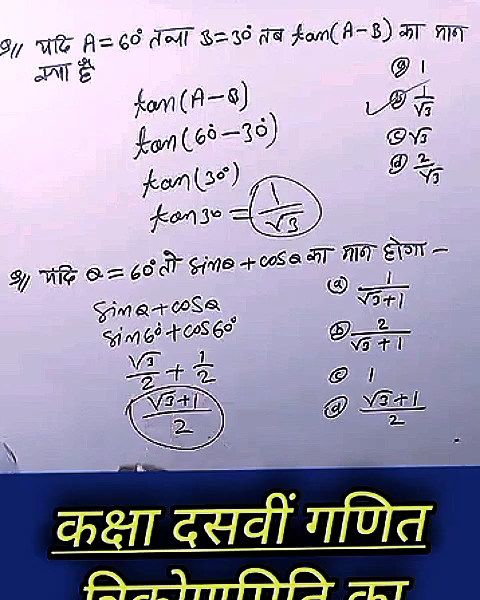 Q// यदि A = 60° तथा B = 30° तब tan(A - B) का मान
क्या है
@ 1
tan(A-B)
ⓑ 1/√3
tan(60° - 30°)
ⓒ √3
tan(30°)
ⓓ 2/√3
tan30 = 1/√3
Q// यदि θ = 60° तो sinθ + cosθ का मान होगा -
ⓐ 1/√3+1
sinθ + cosθ
sin60° + cos60°
ⓑ 2/√3+1
√3/2 + 1/2
ⓒ 1
√3+1/2
ⓓ √3+1/2
कक्षा दसवीं गणित
त्रिकोणमिति का